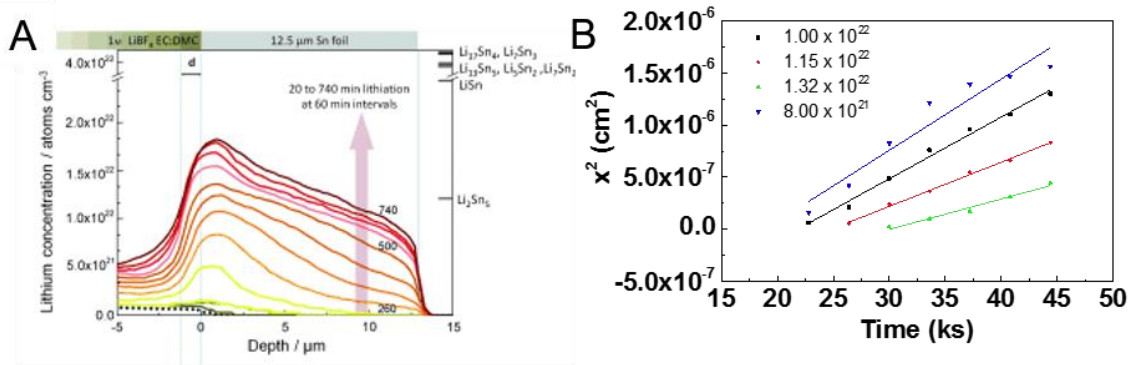 A
1M LiBF4 EC:DMC
12.5 µm Sn foil
d
Li17Sn4, Li7Sn3
Li13Sn5, Li5Sn2, Li7Sn2
LiSn
Li2Sn5
20 to 740 min lithiation
at 60 min intervals
740
500
260
Lithium concentration / atoms cm-3
4.0x10^22
2.0x10^22
1.5x10^22
1.0x10^22
5.0x10^21
0.0
-5
0
5
10
15
Depth / µm
B
1.00 x 10^22
1.15 x 10^22
1.32 x 10^22
8.00 x 10^21
x^2 (cm^2)
2.0x10^-6
1.5x10^-6
1.0x10^-6
5.0x10^-7
0.0
-5.0x10^-7
15
20
25
30
35
40
45
50
Time (ks)